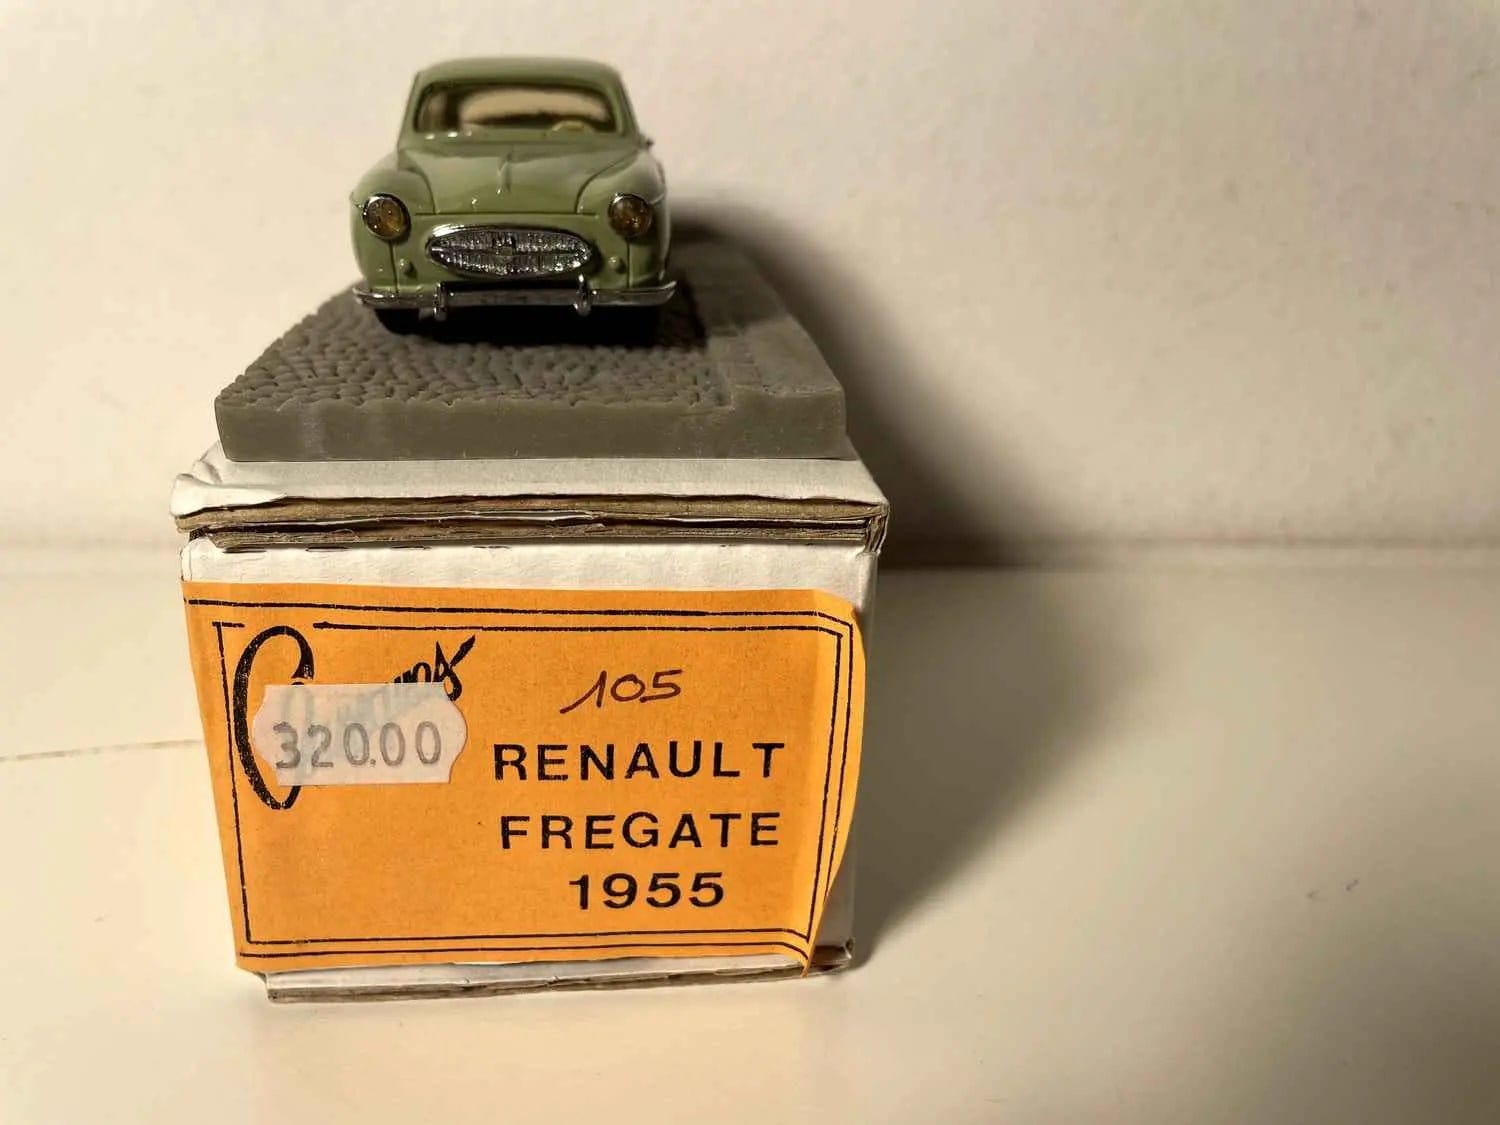 105
320.00
RENAULT
FREGATE
1955